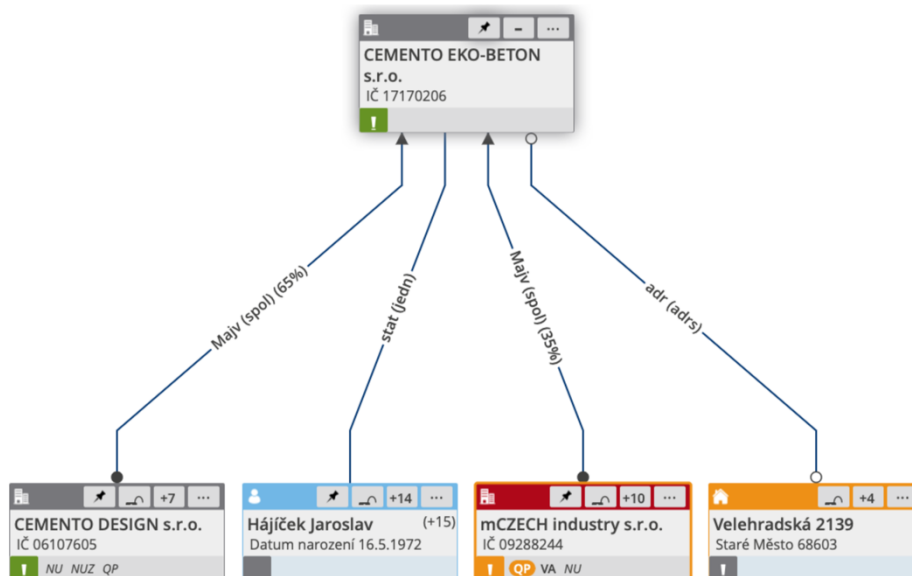 CEMENTO EKO-BETON
s.r.o.
IČ 17170206
!
Majv (spol) (65%)
stat (jedn)
Majv (spol) (35%)
adr (adrs)
+7
CEMENTO DESIGN s.r.o.
IČ 06107605
! NU NUZ QP
+14
Hájíček Jaroslav (+15)
Datum narození 16.5.1972
+10
mCZECH industry s.r.o.
IČ 09288244
! QP VA NU
+4
Velehradská 2139
Staré Město 68603
!